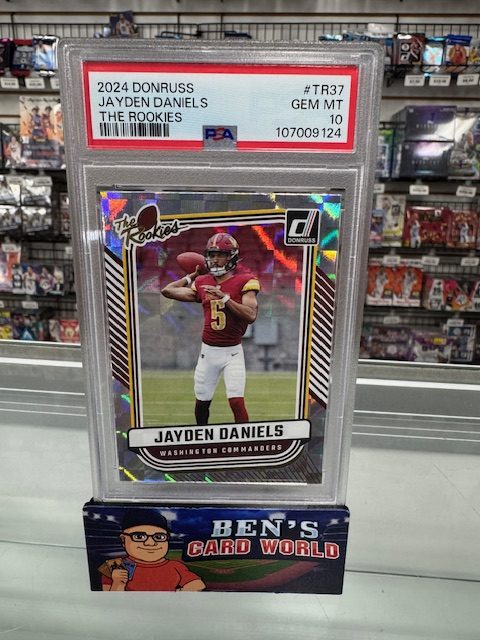 2024 DONRUSS #TR37
JAYDEN DANIELS GEM MT
THE ROOKIES 10
PSA 107009124
The Rookies
DONRUSS
5
JAYDEN DANIELS
WASHINGTON COMMANDERS
BEN'S
CARD WORLD